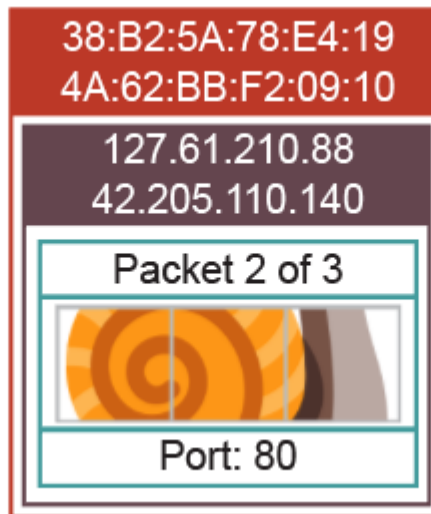 38:B2:5A:78:E4:19
4A:62:BB:F2:09:10
127.61.210.88
42.205.110.140
Packet 2 of 3
Port: 80